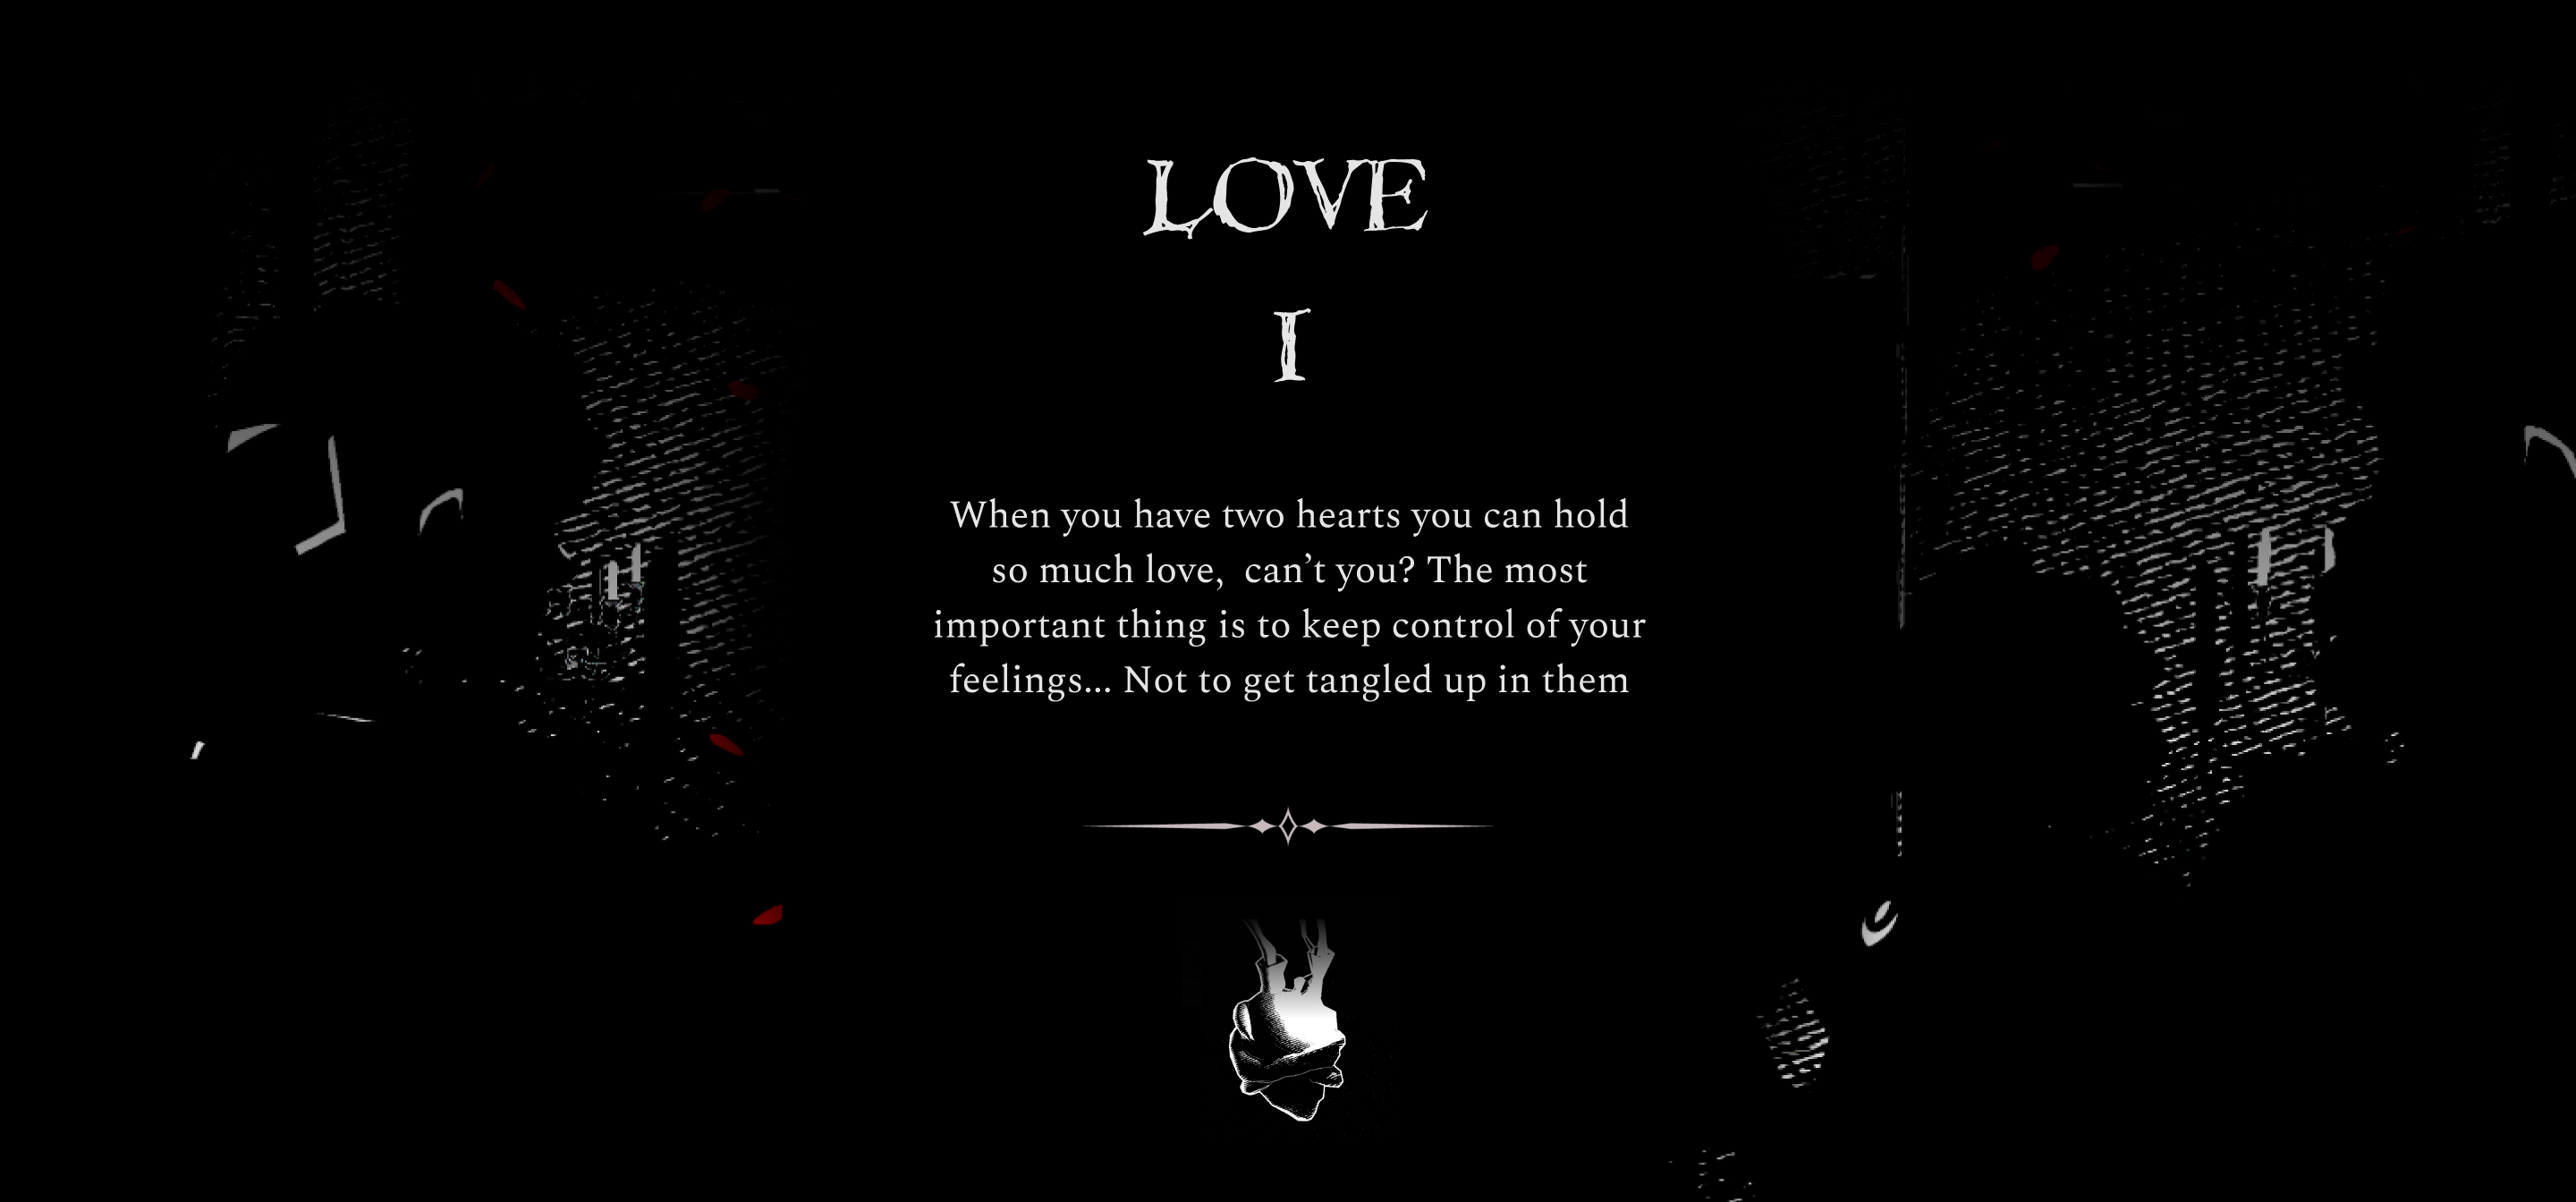 LOVE
I
When you have two hearts you can hold
so much love,  can’t you? The most
important thing is to keep control of your
feelings... Not to get tangled up in them